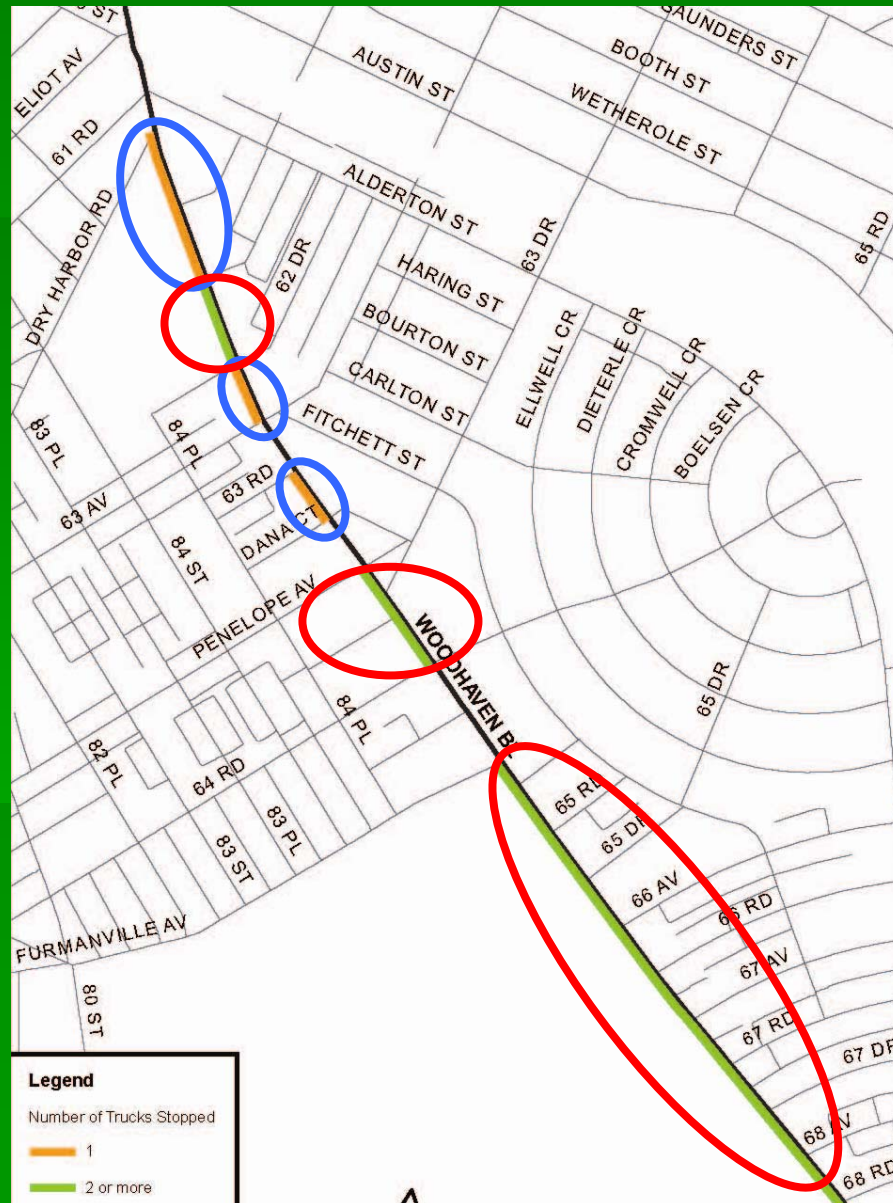 SAUNDERS ST
BOOTH ST
AUSTIN ST
WETHEROLE ST
ELIOT AV
61 RD
ALDERTON ST
DRY HARBOR RD
62 DR
63 DR
65 RD
HARING ST
BOURTON ST
CARLTON ST
FITCHETT ST
ELLWELL CR
DIETERLE CR
CROMWELL CR
BOELSEN CR
83 PL
84 PL
63 RD
63 AV
DANA CT
84 ST
PENELOPE AV
WOODHAVEN BL
65 DR
84 PL
82 PL
64 RD
83 PL
83 ST
65 RD
65 DR
66 AV
66 RD
FURMANVILLE AV
67 AV
80 ST
67 RD
67 DR
68 AV
68 RD
Legend
Number of Trucks Stopped
1
2 or more